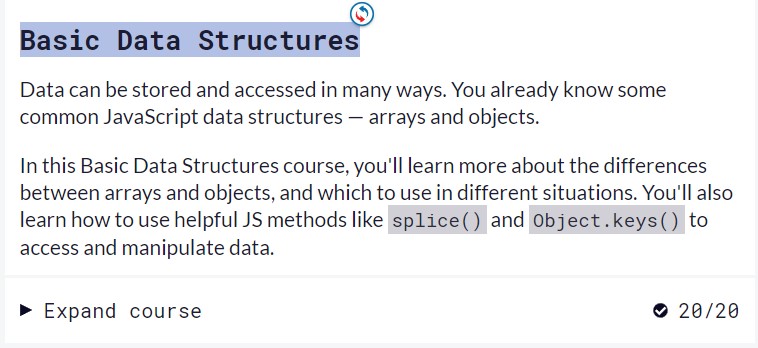 Basic Data Structures
Data can be stored and accessed in many ways. You already know some
common JavaScript data structures — arrays and objects.
In this Basic Data Structures course, you'll learn more about the differences
between arrays and objects, and which to use in different situations. You'll also
learn how to use helpful JS methods like splice() and Object.keys() to
access and manipulate data.
Expand course 20/20